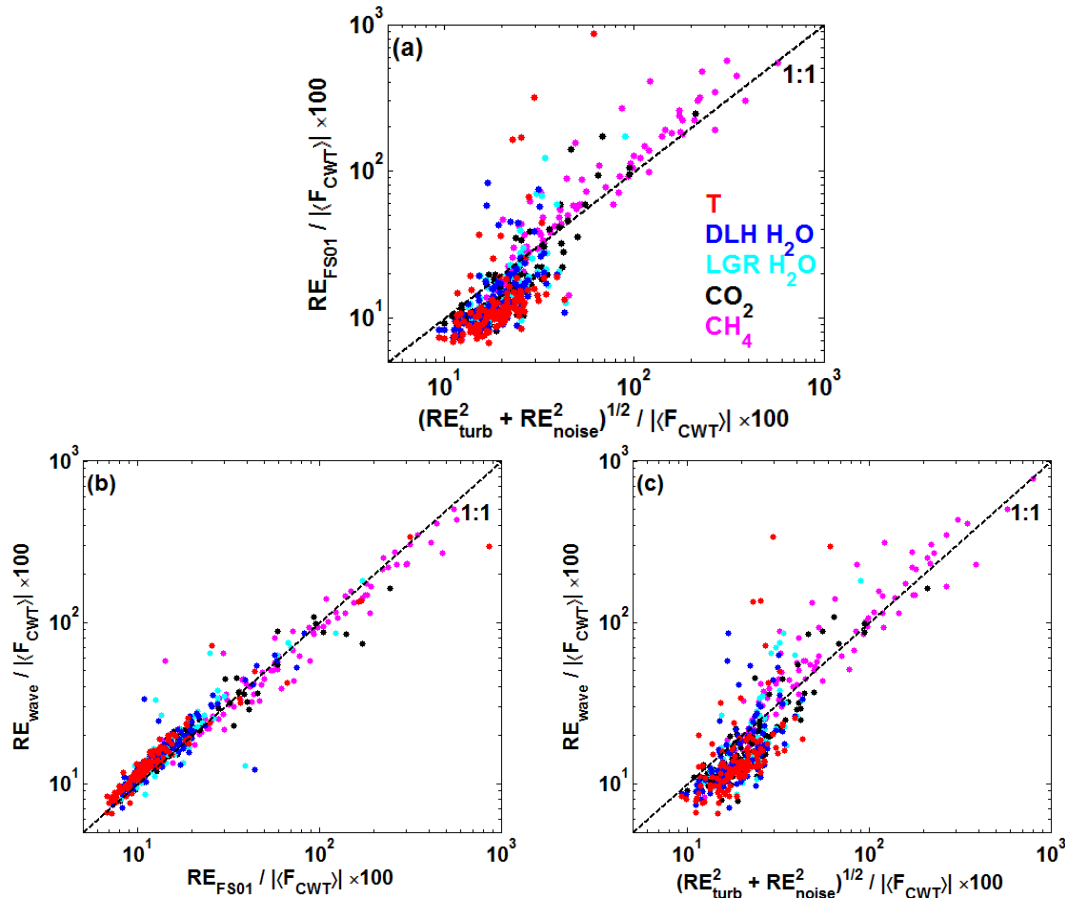 (a)
10³
10²
10¹
RE_FS01 / |⟨F_CWT⟩| ×100
1:1
T
DLH H₂O
LGR H₂O
CO₂
CH₄
10¹ 10² 10³
(RE²_turb + RE²_noise)^1/2 / |⟨F_CWT⟩| ×100
(b)
10³
10²
10¹
RE_wave / |⟨F_CWT⟩| ×100
1:1
10¹ 10² 10³
RE_FS01 / |⟨F_CWT⟩| ×100
(c)
10³
10²
10¹
RE_wave / |⟨F_CWT⟩| ×100
1:1
10¹ 10² 10³
(RE²_turb + RE²_noise)^1/2 / |⟨F_CWT⟩| ×100